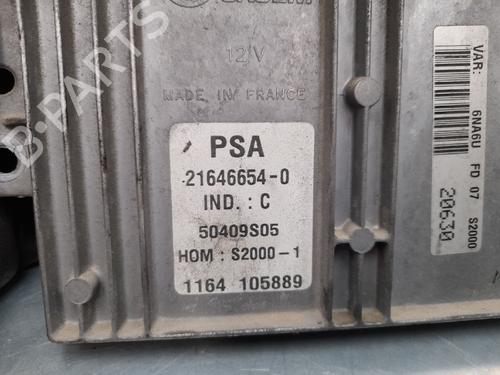 12 V
MADE IN FRANCE
PSA
21646654-0
IND. : C
50409S05
HOM : S2000-1
1164 105889
VAR: 6NA6U FD 07 S2000
20630
B-PARTS